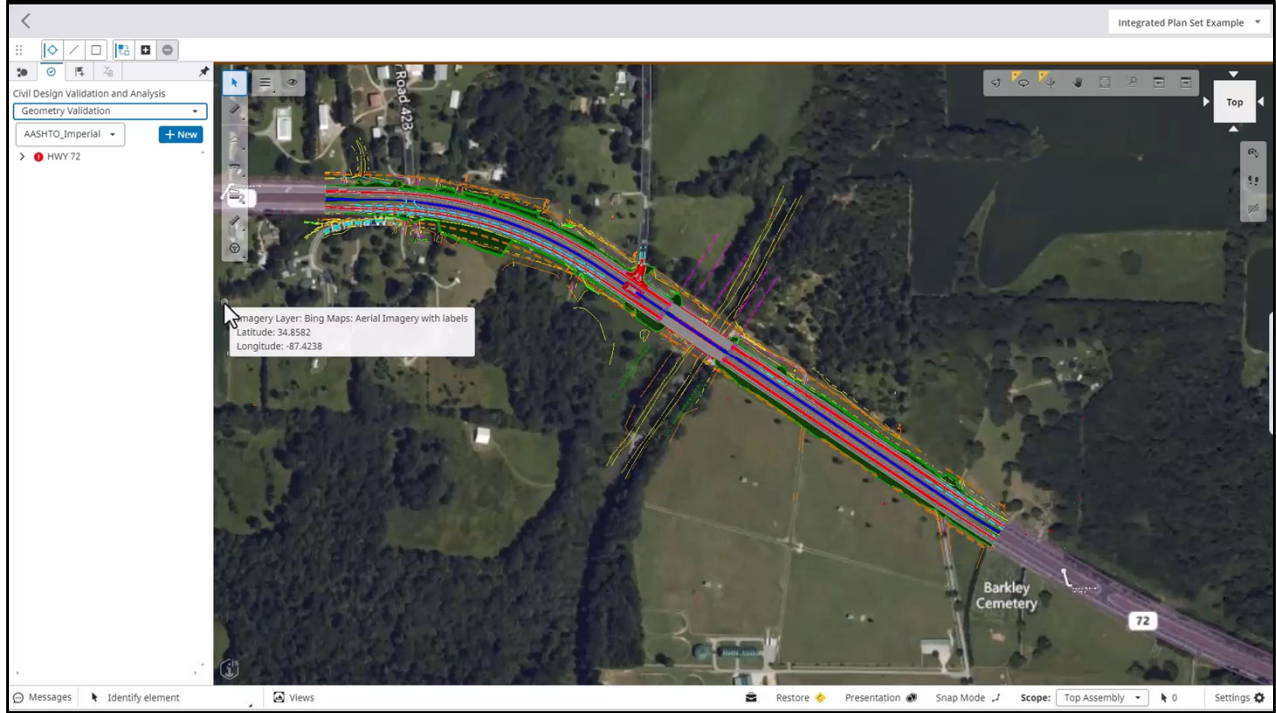 Integrated Plan Set Example
Civil Design Validation and Analysis
Geometry Validation
AASHTO_Imperial
+ New
HWY 72
r Road 423
Top
Imagery Layer: Bing Maps: Aerial Imagery with labels
Latitude: 34.8582
Longitude: -87.4238
Barkley
Cemetery
72
Messages
Identify element
Views
Restore
Presentation
Snap Mode
Scope:
Top Assembly
0
Settings